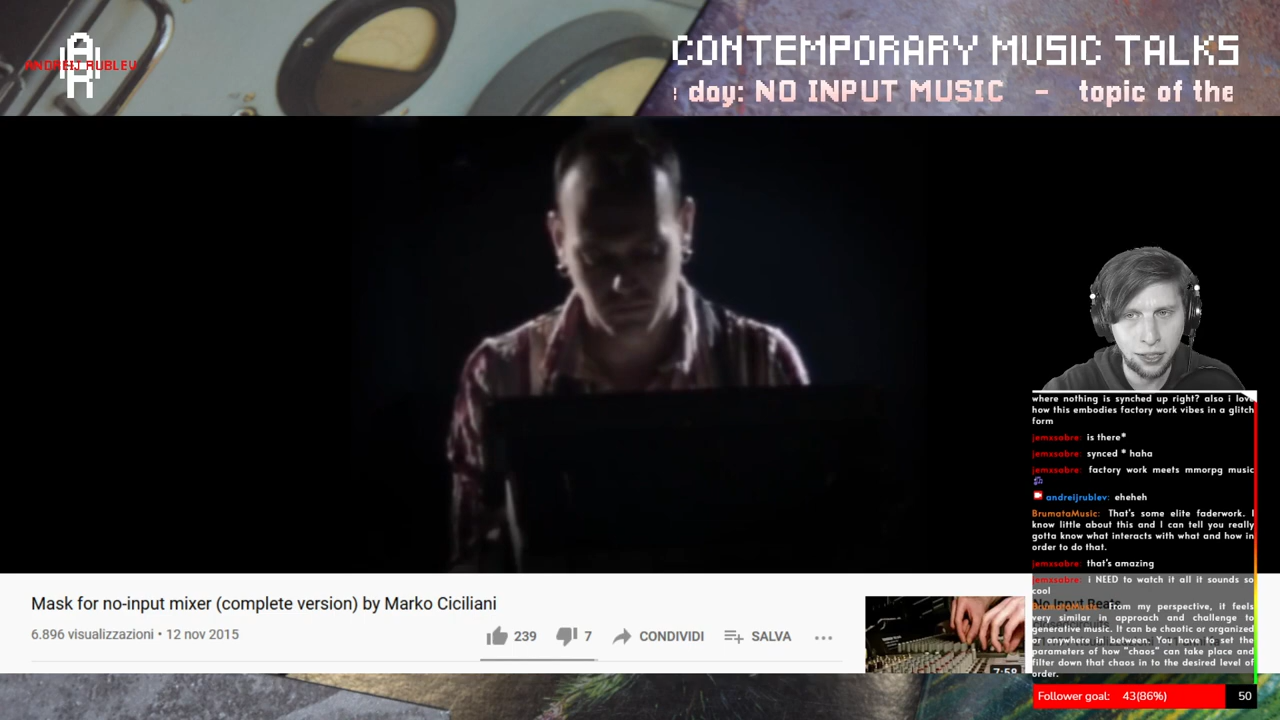 ANDREIJ RUBLEV
CONTEMPORARY MUSIC TALKS
: day: NO INPUT MUSIC - topic of the
where nothing is synched up right? also i love
how this embodies factory work vibes in a glitch
form
jemssabre: is there*
jemssabre: synced * haha
jemssabre: factory work meets mmorpg music
andreijrublev: eheheh
BrumataMusic: That's some elite faderwork. I
know little about this and I can tell you really
gotta know what interacts with what and how in
order to do that.
jemssabre: that's amazing
jemssabre: i NEED to watch it all it sounds so
cool
BrumataMusic: From my perspective, it feels
very similar in approach and challenge to
generative music. It can be chaotic or organized
or anywhere in between. You have to set the
parameters of how "chaos" can take place and
filter down that chaos in to the desired level of
order.
Mask for no-input mixer (complete version) by Marko Ciciliani
6.896 visualizzazioni • 12 nov 2015
239
7
CONDIVIDI
SALVA
7:58
No Input Beats
Follower goal: 43(86%)
50